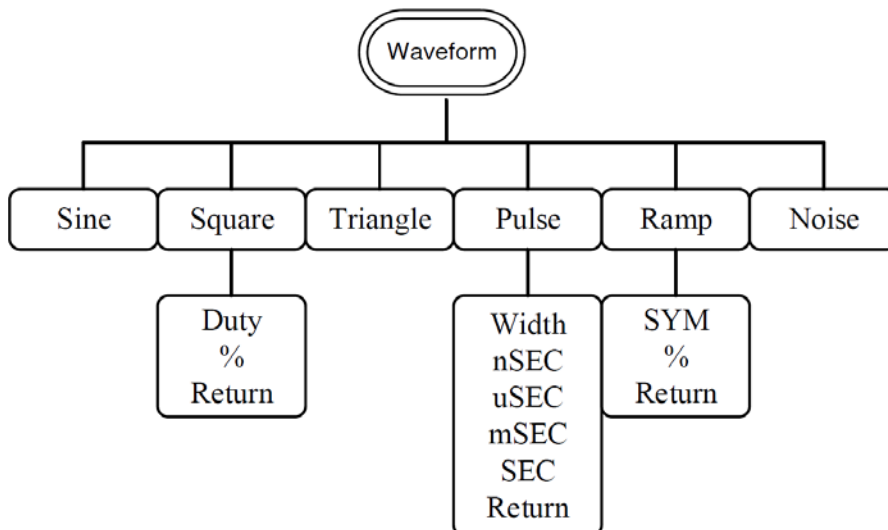 Waveform
Sine
Square
Triangle
Pulse
Ramp
Noise
Duty
%
Return
Width
nSEC
uSEC
mSEC
SEC
Return
SYM
%
Return